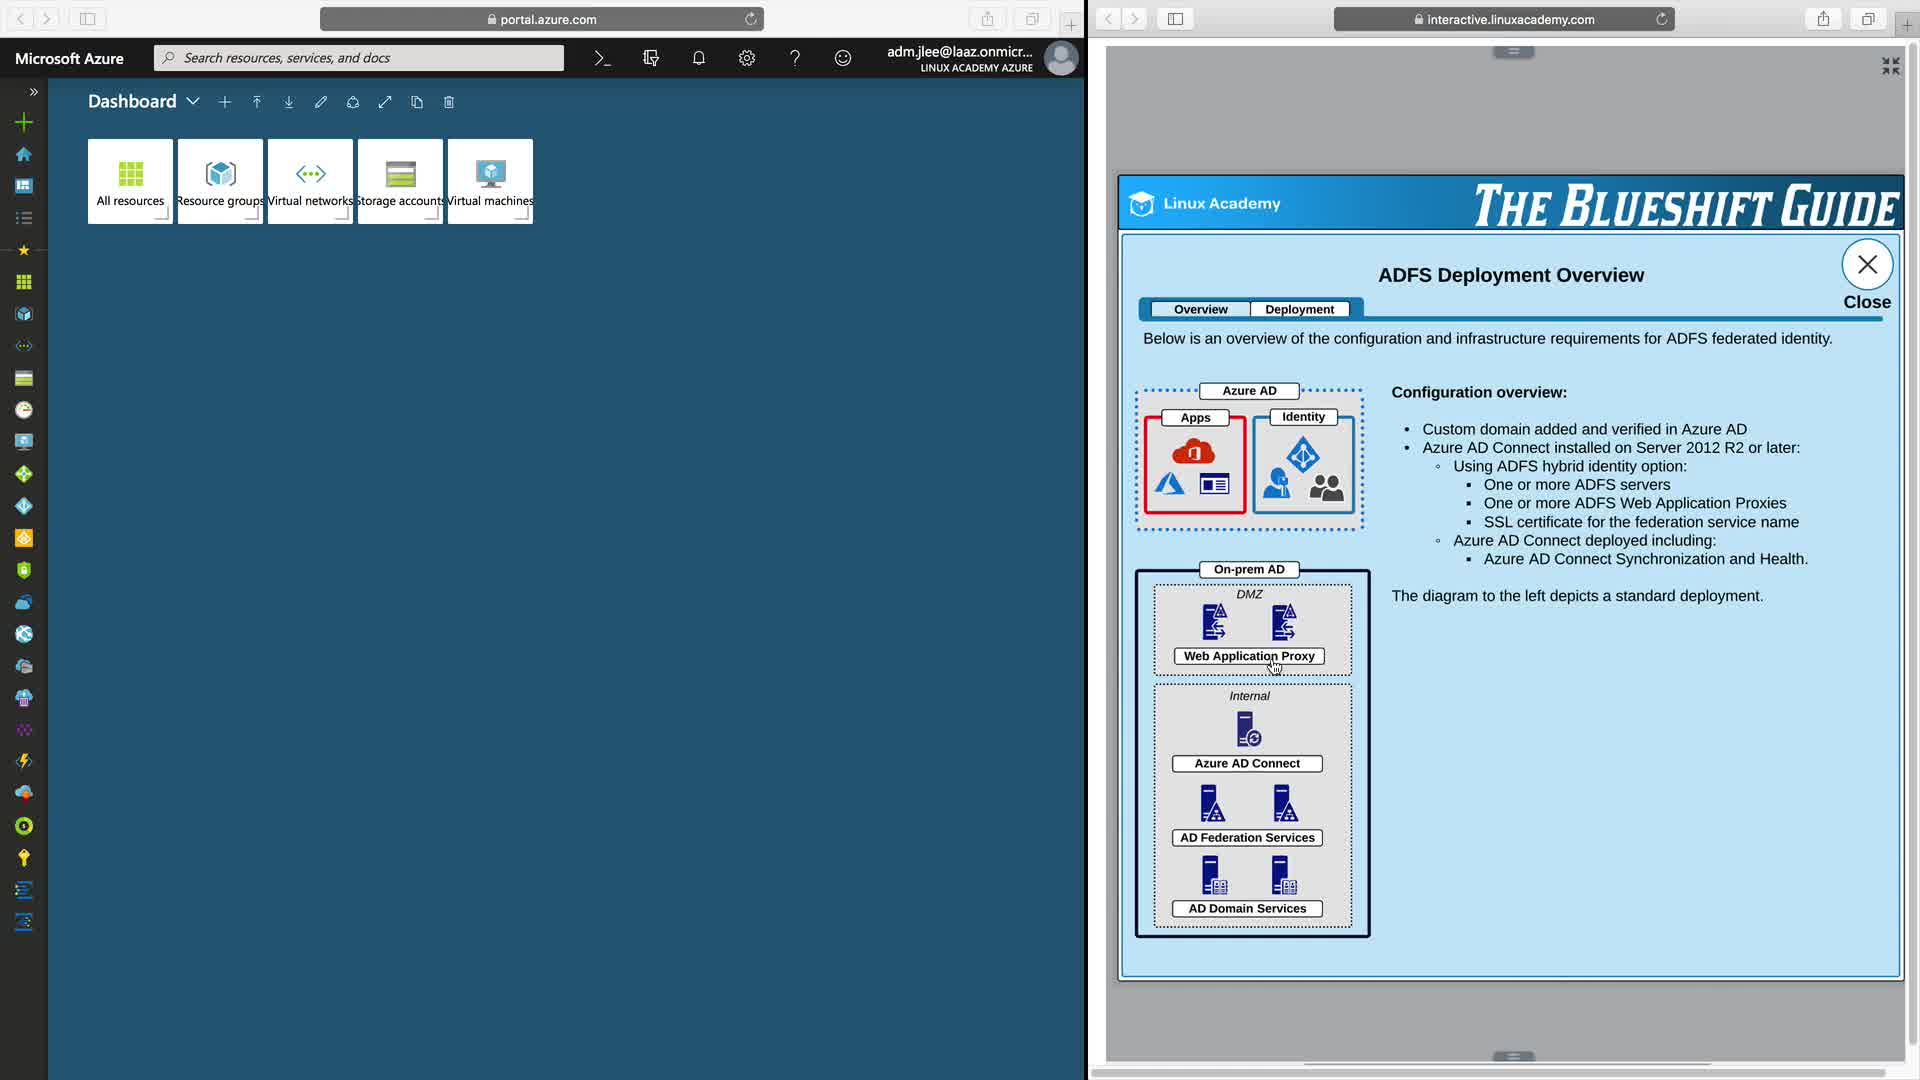 portal.azure.com
interactive.linuxacademy.com
Microsoft Azure
Search resources, services, and docs
adm.jlee@laaz.onmicr...
LINUX ACADEMY AZURE
Dashboard
All resources
Resource groups
Virtual networks
Storage accounts
Virtual machines
Linux Academy
THE BLUESHIFT GUIDE
ADFS Deployment Overview
Close
Overview
Deployment
Below is an overview of the configuration and infrastructure requirements for ADFS federated identity.
Azure AD
Apps
Identity
On-prem AD
DMZ
Web Application Proxy
Internal
Azure AD Connect
AD Federation Services
AD Domain Services
Configuration overview:
• Custom domain added and verified in Azure AD
• Azure AD Connect installed on Server 2012 R2 or later:
◦ Using ADFS hybrid identity option:
▪ One or more ADFS servers
▪ One or more ADFS Web Application Proxies
▪ SSL certificate for the federation service name
◦ Azure AD Connect deployed including:
▪ Azure AD Connect Synchronization and Health.
The diagram to the left depicts a standard deployment.